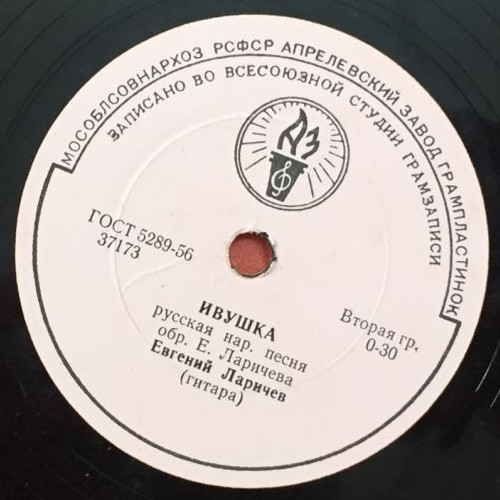 МОСОБЛСОВНАРХОЗ РСФСР АПРЕЛЕВСКИЙ ЗАВОД ГРАМПЛАСТИНОК
ЗАПИСАНО ВО ВСЕСОЮЗНОЙ СТУДИИ ГРАМЗАПИСИ
АЗ
ГОСТ 5289-56
37173
Вторая гр.
0-30
ИВУШКА
русская нар. песня
обр. Е. Ларичева
Евгений Ларичев
(гитара)